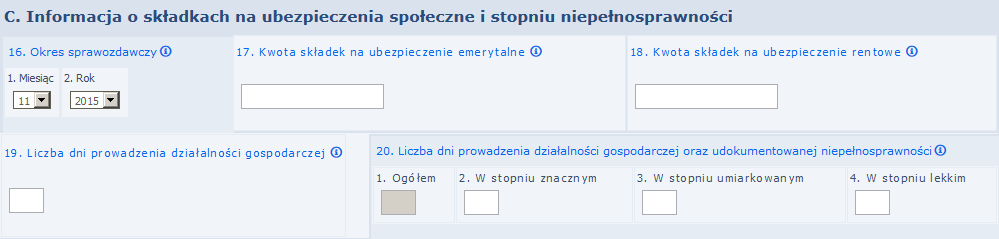 C. Informacja o składkach na ubezpieczenia społeczne i stopniu niepełnosprawności
16. Okres sprawozdawczy
17. Kwota składek na ubezpieczenie emerytalne
18. Kwota składek na ubezpieczenie rentowe
1. Miesiąc 2. Rok
11 2015
19. Liczba dni prowadzenia działalności gospodarczej
20. Liczba dni prowadzenia działalności gospodarczej oraz udokumentowanej niepełnosprawności
1. Ogółem 2. W stopniu znacznym 3. W stopniu umiarkowanym 4. W stopniu lekkim